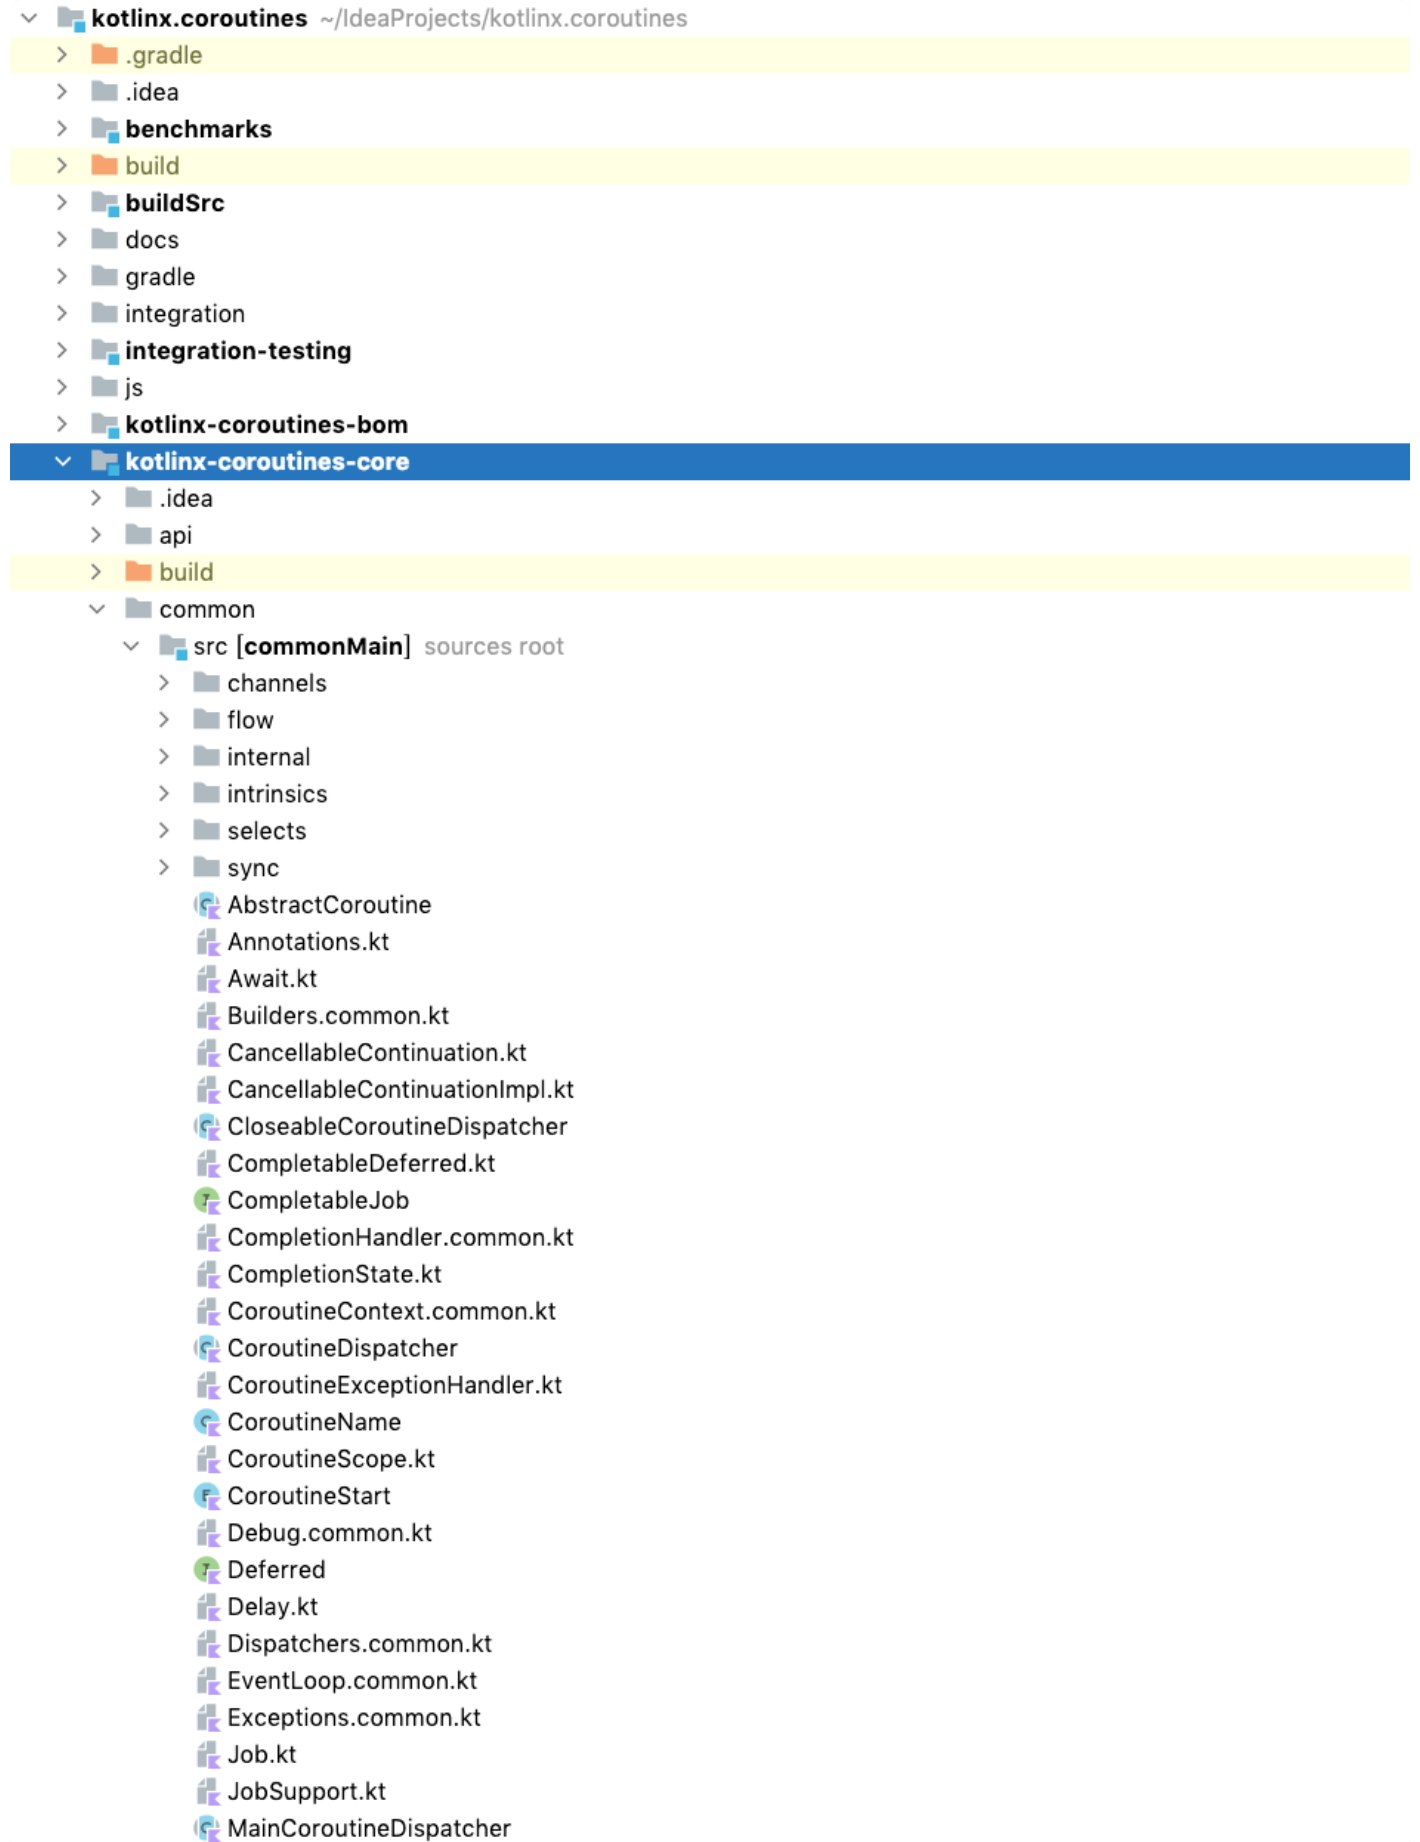 kotlinx.coroutines ~/IdeaProjects/kotlinx.coroutines
.gradle
.idea
benchmarks
build
buildSrc
docs
gradle
integration
integration-testing
js
kotlinx-coroutines-bom
kotlinx-coroutines-core
.idea
api
build
common
src [commonMain] sources root
channels
flow
internal
intrinsics
selects
sync
AbstractCoroutine
Annotations.kt
Await.kt
Builders.common.kt
CancellableContinuation.kt
CancellableContinuationImpl.kt
CloseableCoroutineDispatcher
CompletableDeferred.kt
CompletableJob
CompletionHandler.common.kt
CompletionState.kt
CoroutineContext.common.kt
CoroutineDispatcher
CoroutineExceptionHandler.kt
CoroutineName
CoroutineScope.kt
CoroutineStart
Debug.common.kt
Deferred
Delay.kt
Dispatchers.common.kt
EventLoop.common.kt
Exceptions.common.kt
Job.kt
JobSupport.kt
MainCoroutineDispatcher